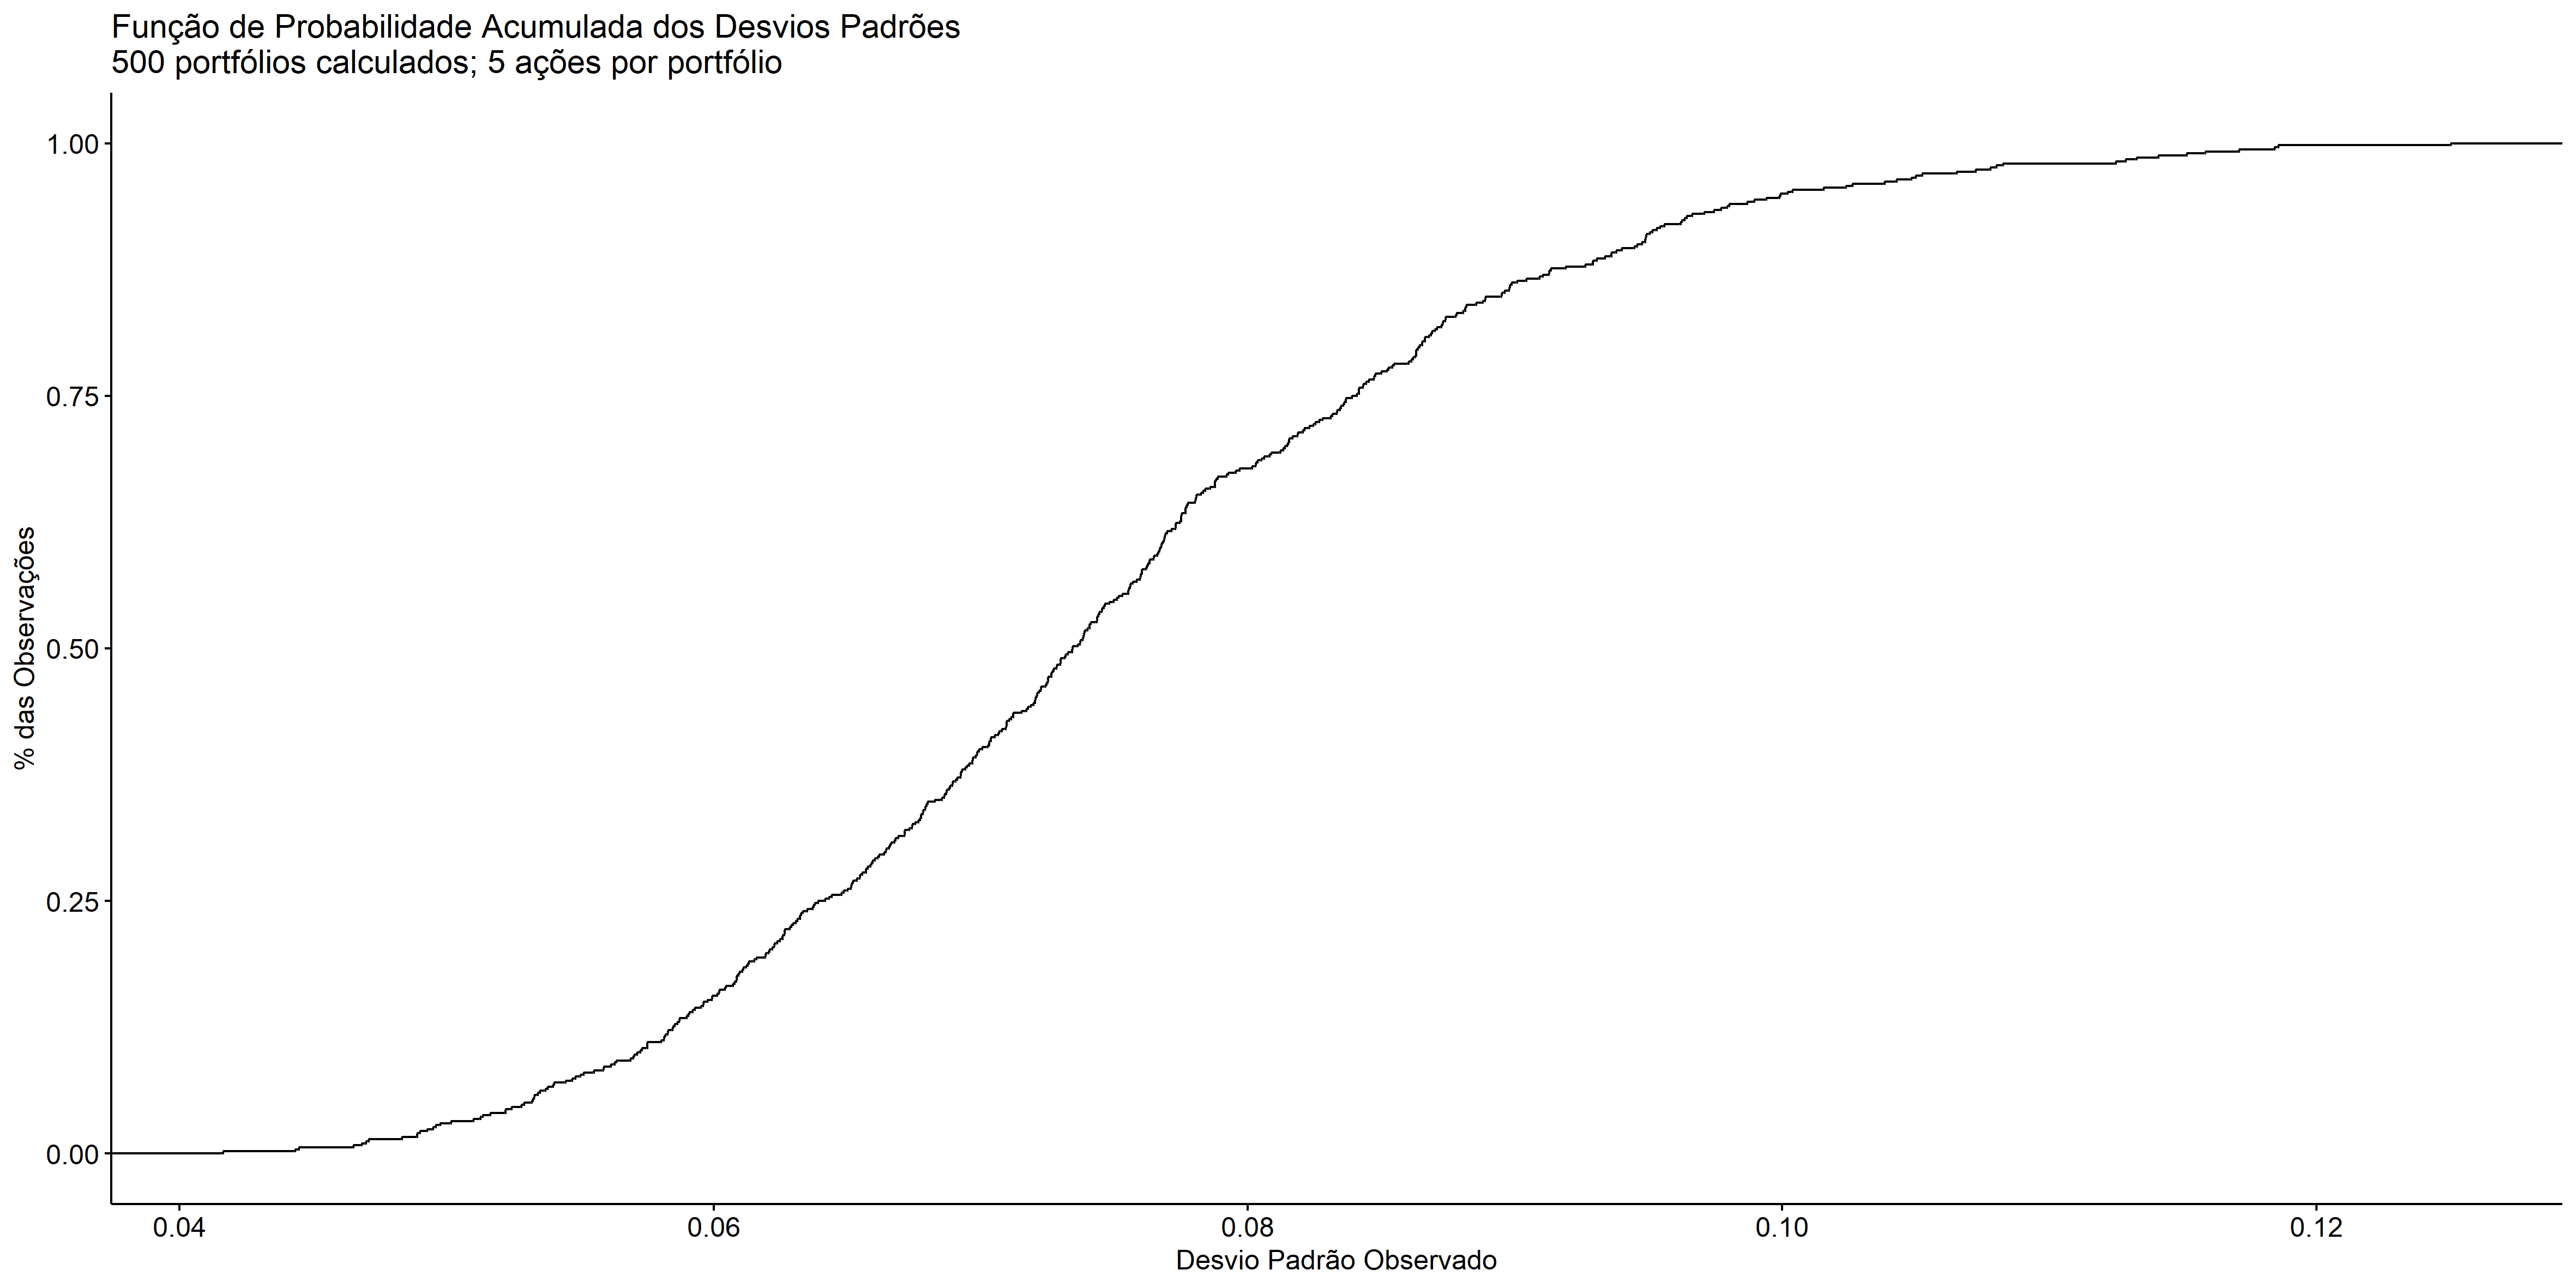 Função de Probabilidade Acumulada dos Desvios Padrões
500 portfólios calculados; 5 ações por portfólio
1.00
0.75
0.50
0.25
0.00
% das Observações
0.04
0.06
0.08
0.10
0.12
Desvio Padrão Observado